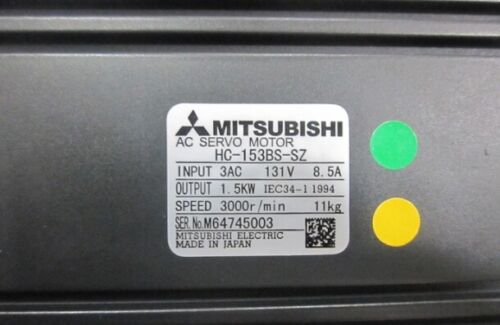 MITSUBISHI
AC SERVO MOTOR
HC-153BS-SZ
INPUT 3AC 131V 8.5A
OUTPUT 1.5KW IEC34-1 1994
SPEED 3000r/min 11kg
SER.No.M64745003
MITSUBISHI ELECTRIC
MADE IN JAPAN